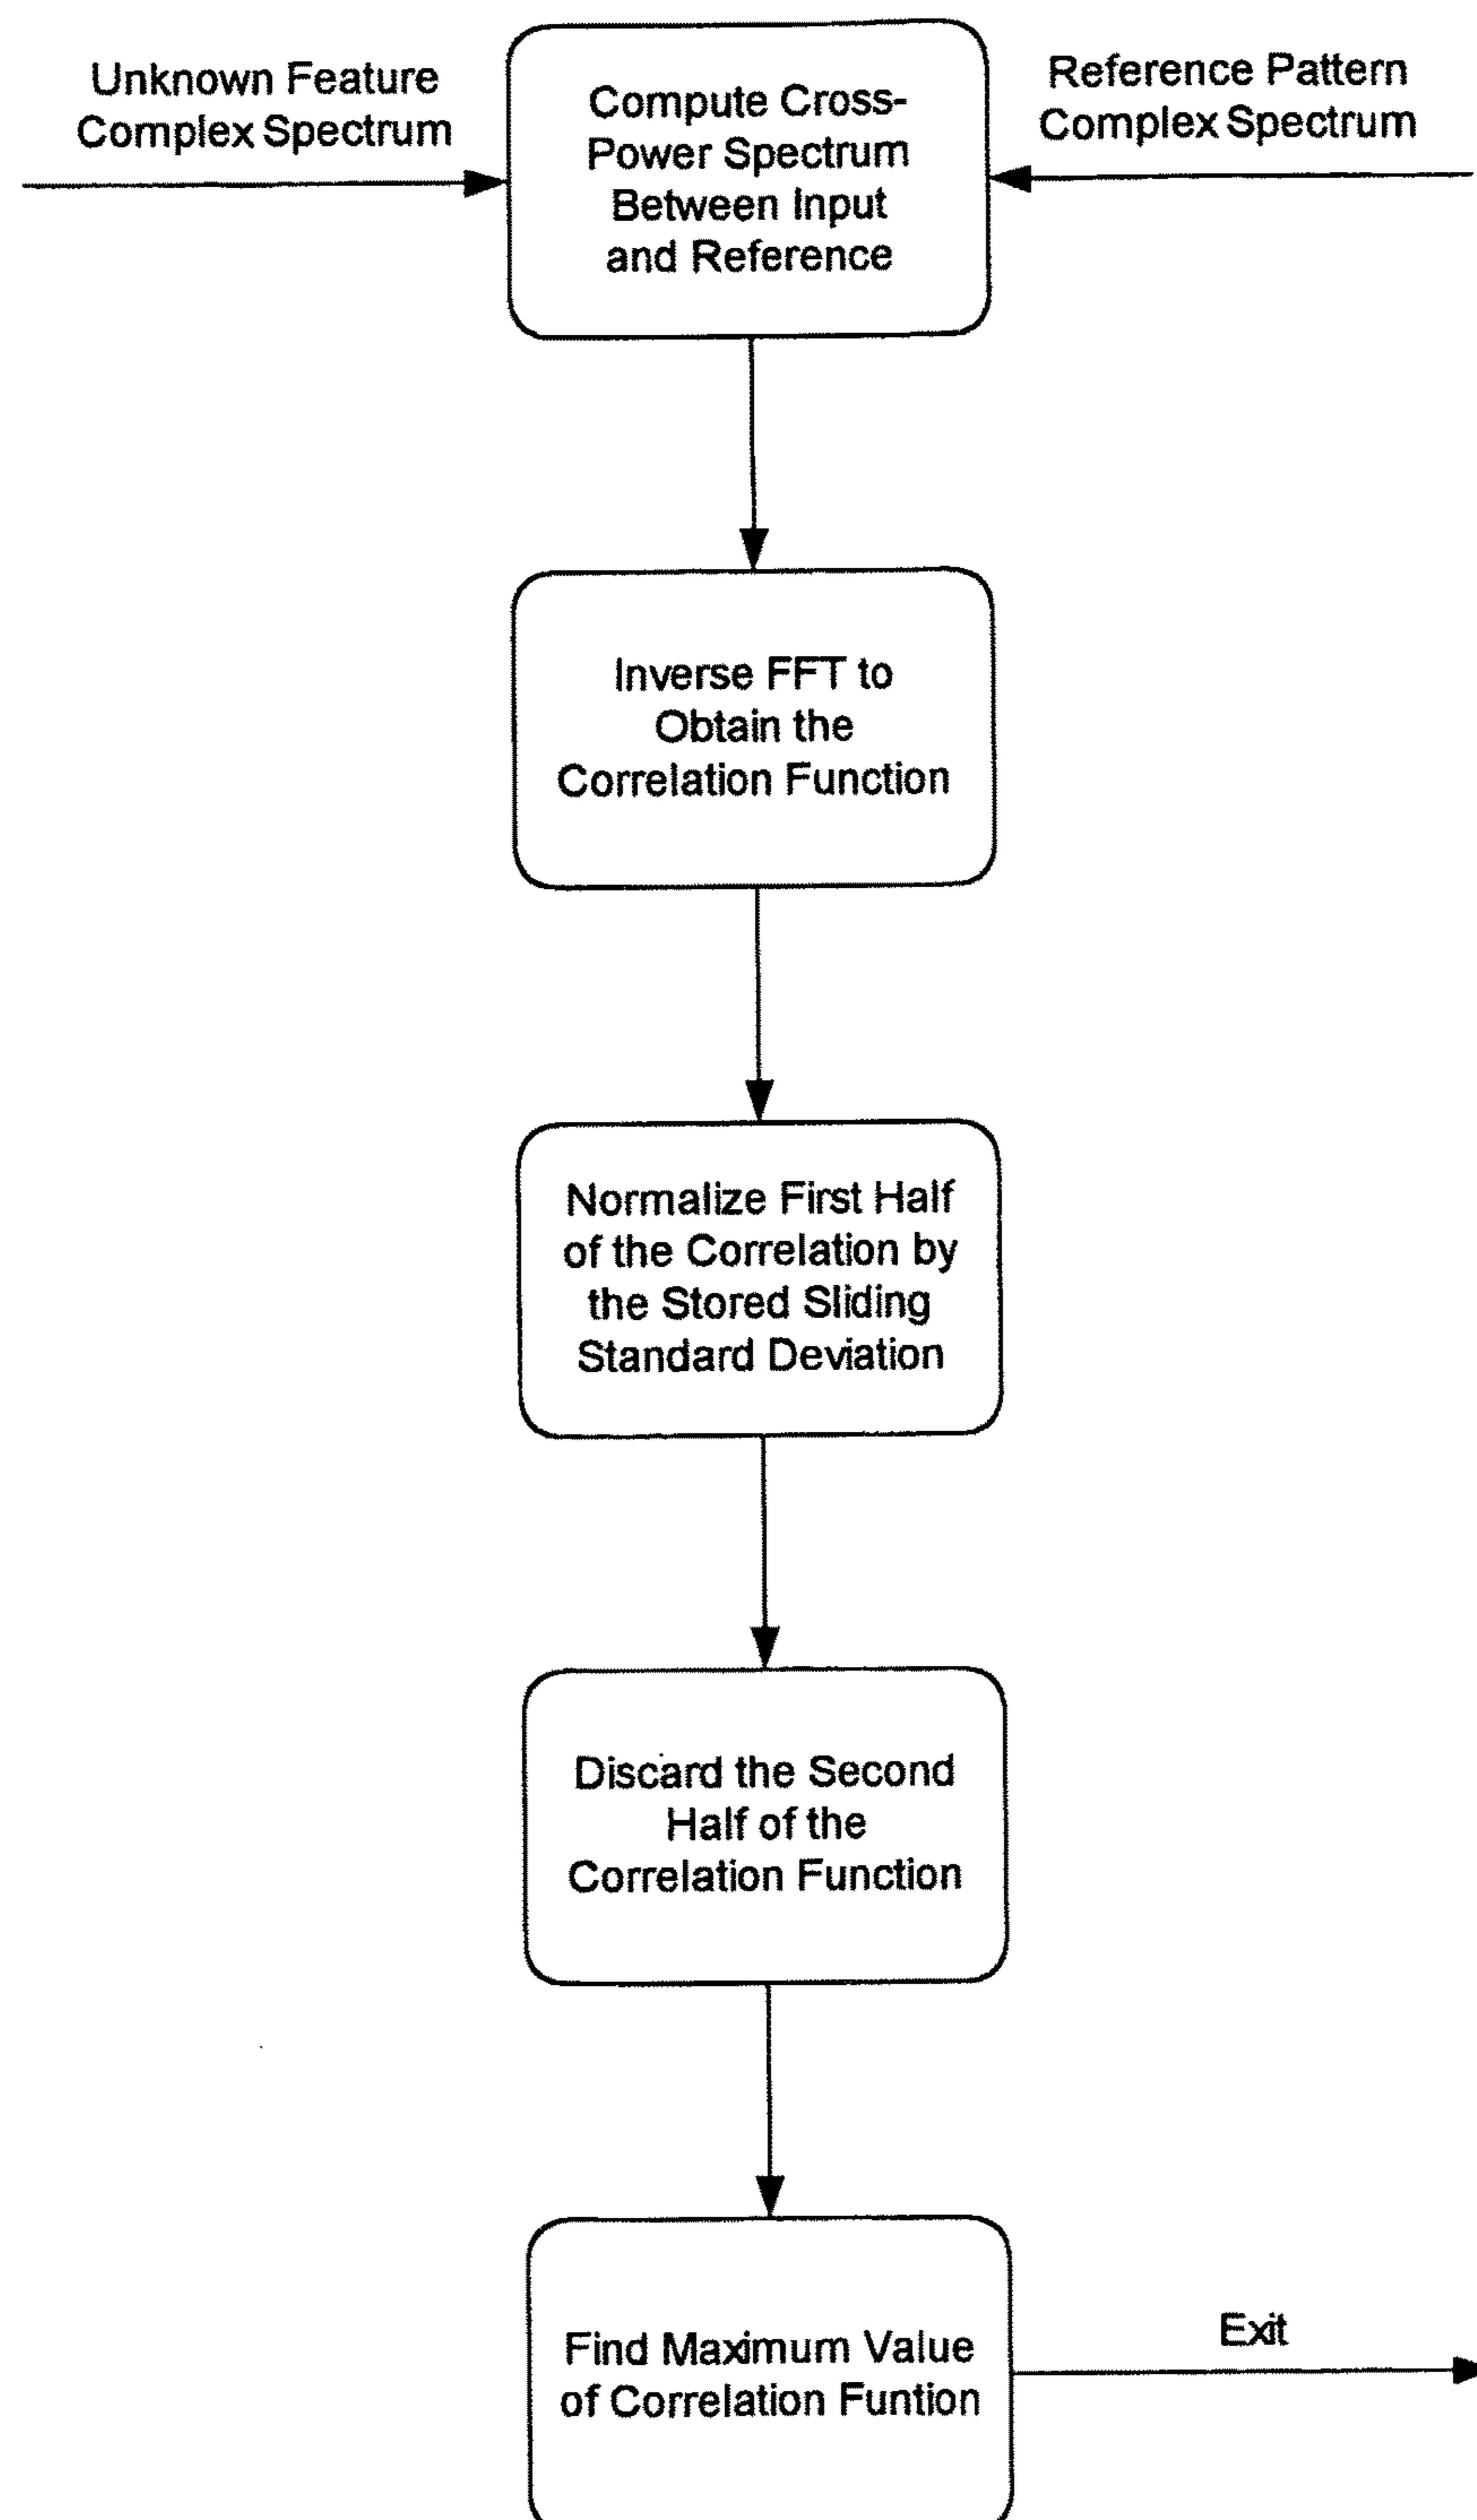 Unknown Feature
Complex Spectrum
Compute Cross-
Power Spectrum
Between Input
and Reference
Reference Pattern
Complex Spectrum
Inverse FFT to
Obtain the
Correlation Function
Normalize First Half
of the Correlation by
the Stored Sliding
Standard Deviation
Discard the Second
Half of the
Correlation Function
Find Maximum Value
of Correlation Funtion
Exit